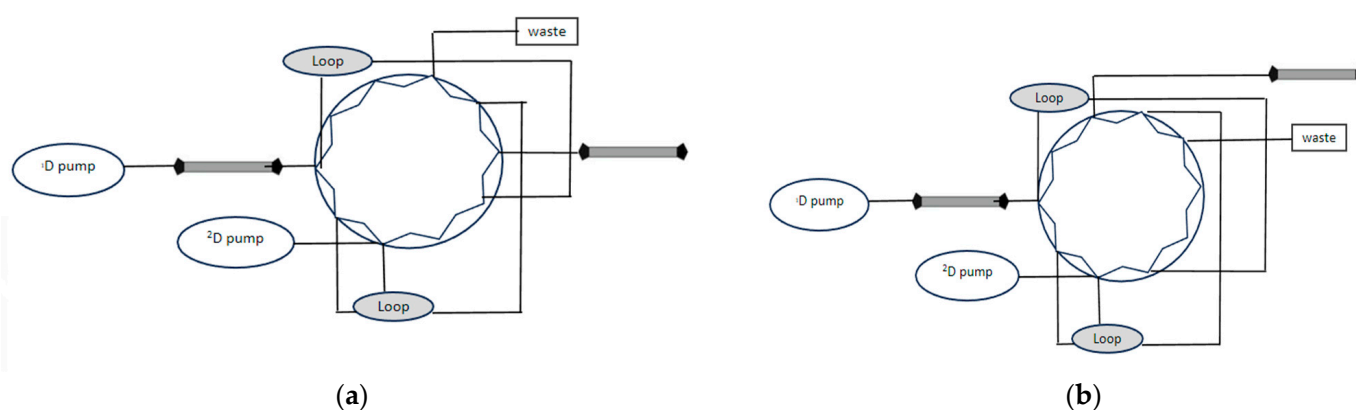 waste
Loop
¹D pump
²D pump
Loop
(a)
Loop
waste
¹D pump
²D pump
Loop
(b)